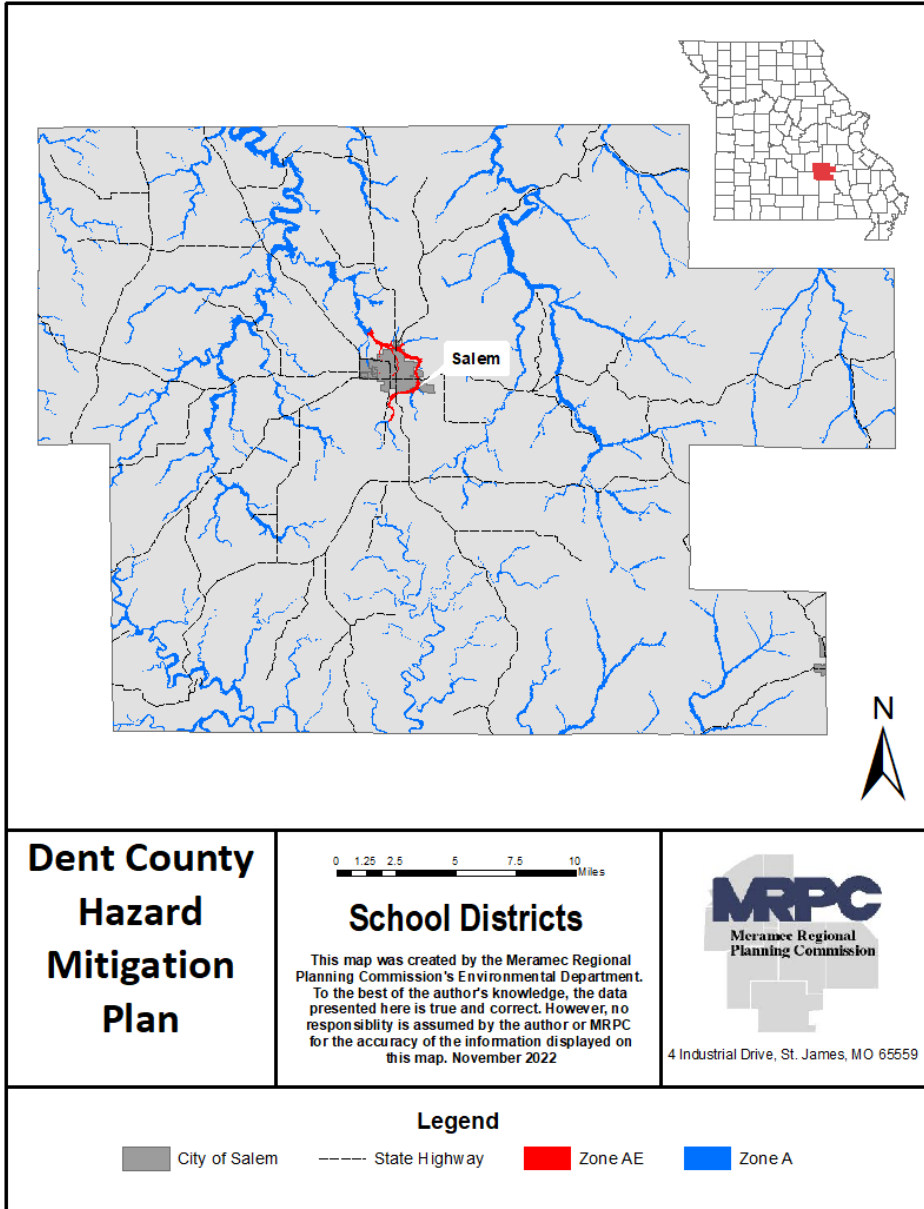 Salem
N
Dent County
Hazard
Mitigation
Plan
0 1.25 2.5 5 7.5 10
Miles
School Districts
This map was created by the Meramec Regional
Planning Commission's Environmental Department.
To the best of the author's knowledge, the data
presented here is true and correct. However, no
responsiblity is assumed by the author or MRPC
for the accuracy of the information displayed on
this map. November 2022
MRPC
Meramec Regional
Planning Commission
4 Industrial Drive, St. James, MO 65559
Legend
City of Salem
State Highway
Zone AE
Zone A